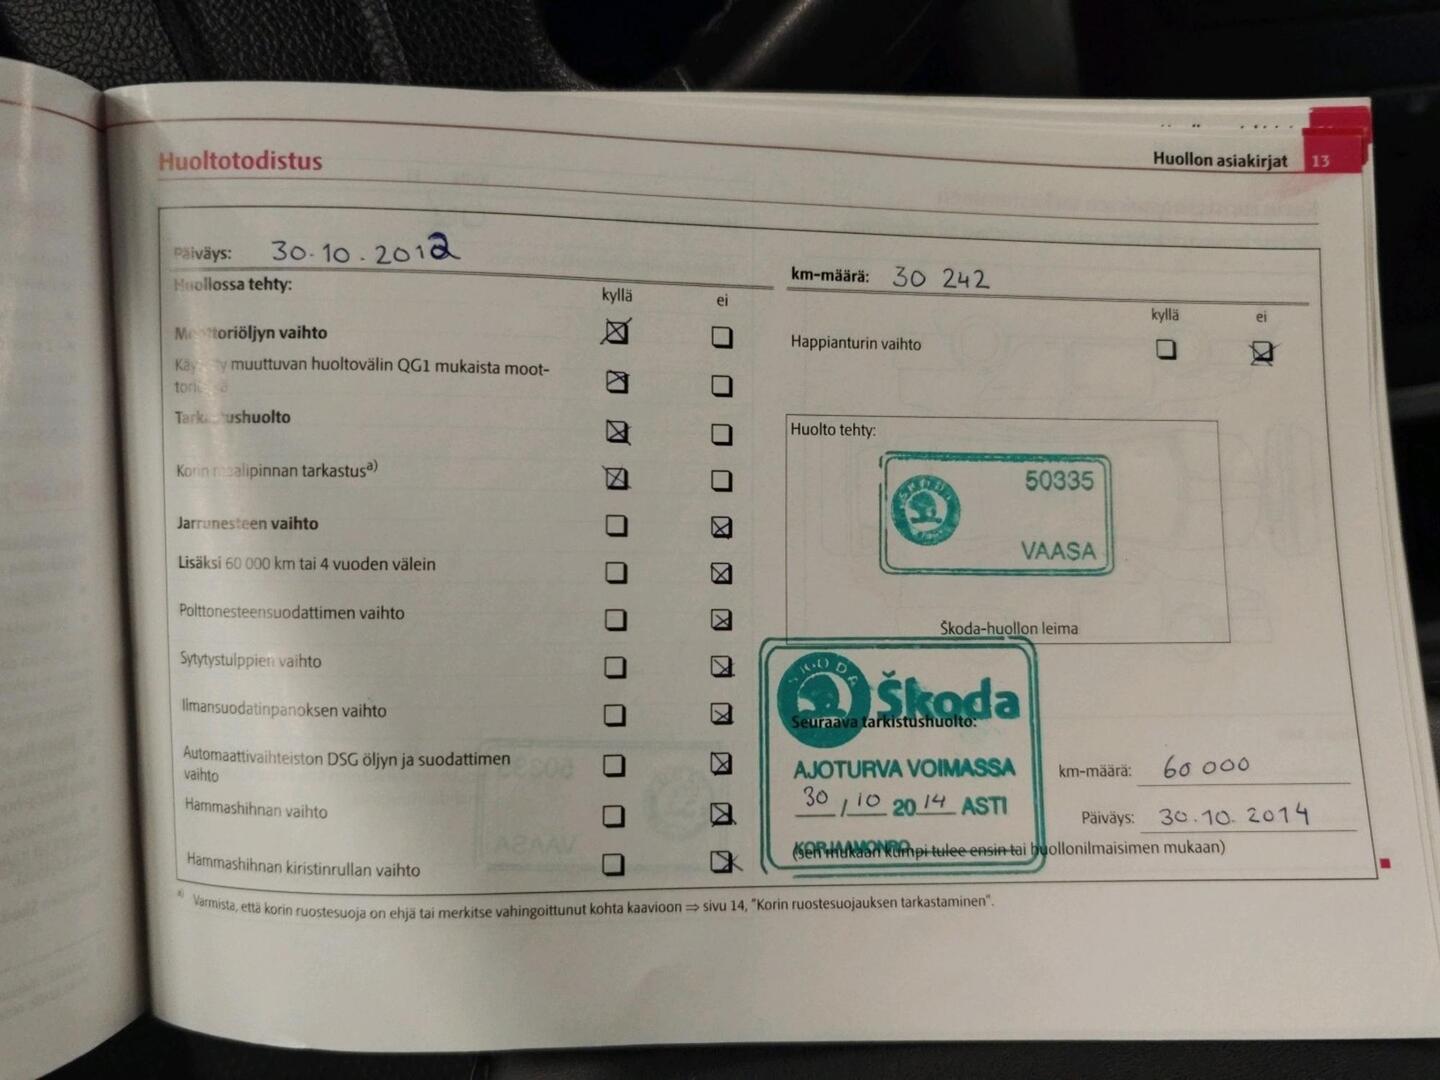 Huoltotodistus
Huollon asiakirjat 13
Päiväys: 30.10.2012
km-määrä: 30 242
Huollossa tehty:
kyllä ei
Moottoriöljyn vaihto
Käytetty muuttuvan huoltovälin QG1 mukaista moot-
toriöljyä
Tarkastushuolto
Korin maalipinnan tarkastus a)
Jarrunesteen vaihto
Lisäksi 60 000 km tai 4 vuoden välein
Polttonesteensuodattimen vaihto
Sytytystulppien vaihto
Ilmansuodatinpanoksen vaihto
Automaattivaihteiston DSG öljyn ja suodattimen
vaihto
Hammashihnan vaihto
Hammashihnan kiristinrullan vaihto
kyllä ei
Happianturin vaihto
Huolto tehty:
SKODA
50335
VAASA
Škoda-huollon leima
SKODA
Škoda
Seuraava tarkistushuolto:
AJOTURVA VOIMASSA
30 / 10 2014 ASTI
KORJAAMONRO
km-määrä: 60 000
Päiväys: 30.10.2014
(sen mukaan kumpi tulee ensin tai huollonilmaisimen mukaan)
a) Varmista, että korin ruostesuoja on ehjä tai merkitse vahingoittunut kohta kaavioon ⇒ sivu 14, "Korin ruostesuojauksen tarkastaminen".